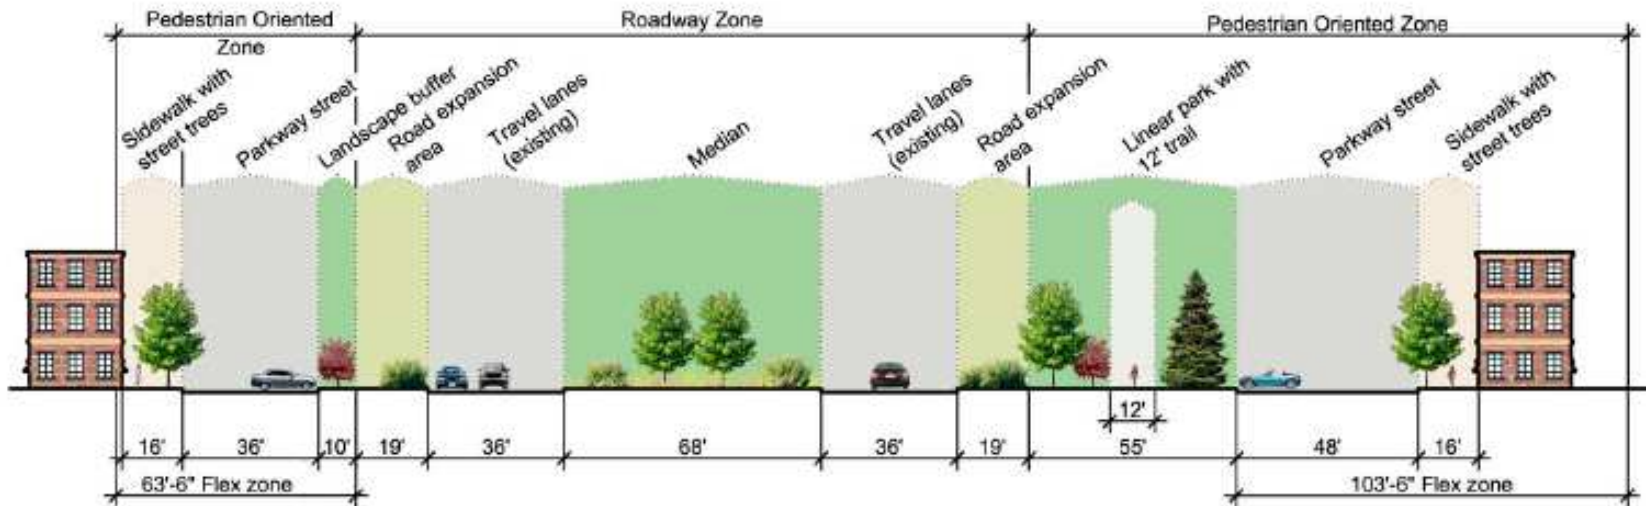 Pedestrian Oriented
Zone
Roadway Zone
Pedestrian Oriented Zone
Sidewalk with
street trees
Parkway street
Landscape buffer
Road expansion
area
Travel lanes
(existing)
Median
Travel lanes
(existing)
Road expansion
area
Linear park with
12' trail
Parkway street
Sidewalk with
street trees
12'
16'
36'
10'
19'
36'
68'
36'
19'
55'
48'
16'
63'-6" Flex zone
103'-6" Flex zone